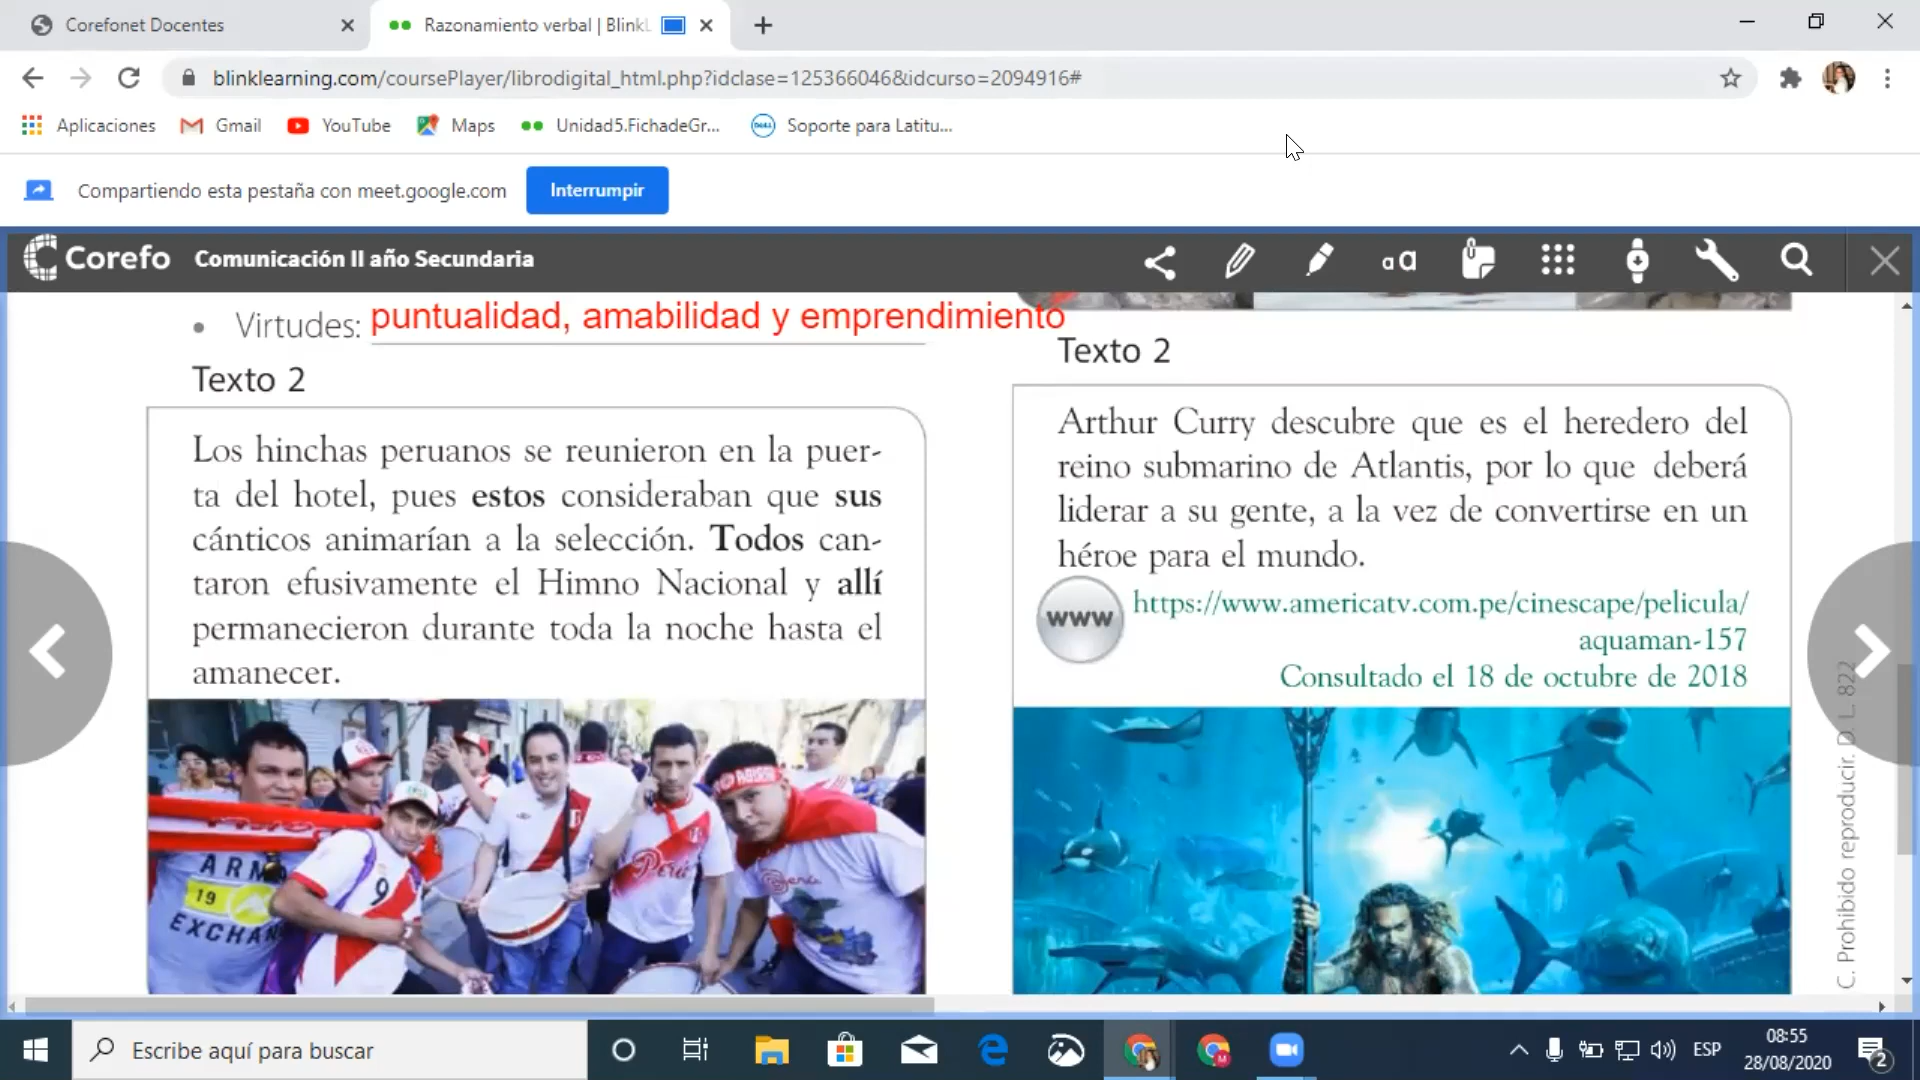 Corefonet Docentes
Razonamiento verbal | BlinkL
blinklearning.com/coursePlayer/librodigital_html.php?idclase=125366046&idcurso=2094916#
Aplicaciones
Gmail
YouTube
Maps
Unidad5.FichadeGr...
DELL
Soporte para Latitu...
Compartiendo esta pestaña con meet.google.com
Interrumpir
Corefo
Comunicación II año Secundaria
aa
• Virtudes: puntualidad, amabilidad y emprendimiento
Texto 2
Los hinchas peruanos se reunieron en la puer-
ta del hotel, pues estos consideraban que sus
cánticos animarían a la selección. Todos can-
taron efusivamente el Himno Nacional y allí
permanecieron durante toda la noche hasta el
amanecer.
ARM
19
EXCHAN
9
Perú
Texto 2
Arthur Curry descubre que es el heredero del
reino submarino de Atlantis, por lo que deberá
liderar a su gente, a la vez de convertirse en un
héroe para el mundo.
www
https://www.americatv.com.pe/cinescape/pelicula/
aquaman-157
Consultado el 18 de octubre de 2018
C. Prohibido reproducir. D. L. 822
Escribe aquí para buscar
ESP
08:55
28/08/2020
2